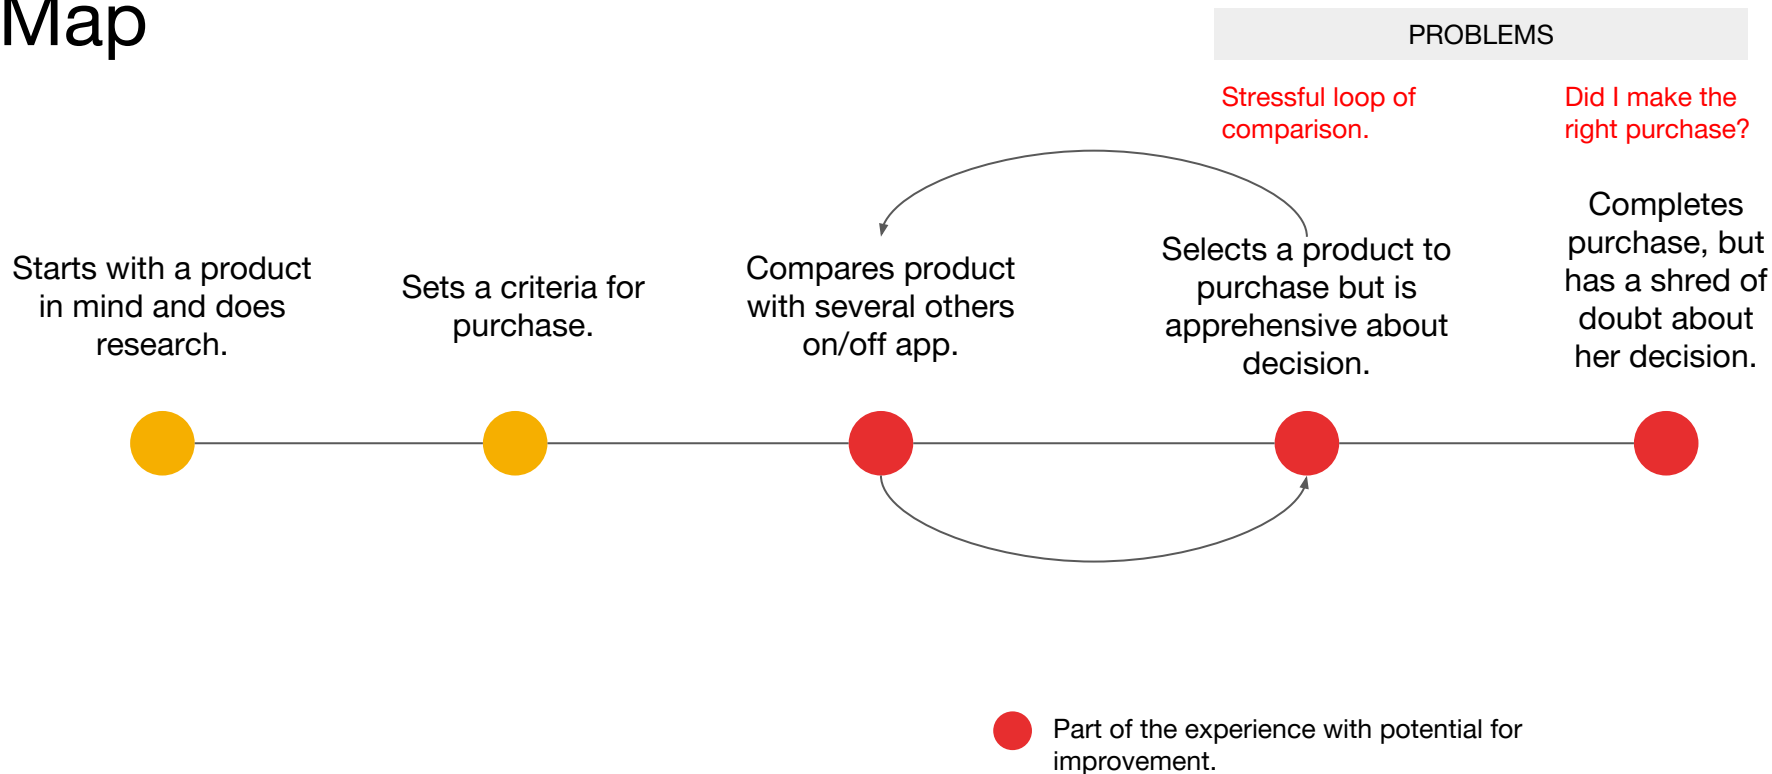 Map
PROBLEMS
Stressful loop of
comparison.
Did I make the
right purchase?
Starts with a product
in mind and does
research.
Sets a criteria for
purchase.
Compares product
with several others
on/off app.
Selects a product to
purchase but is
apprehensive about
decision.
Completes
purchase, but
has a shred of
doubt about
her decision.
Part of the experience with potential for
improvement.